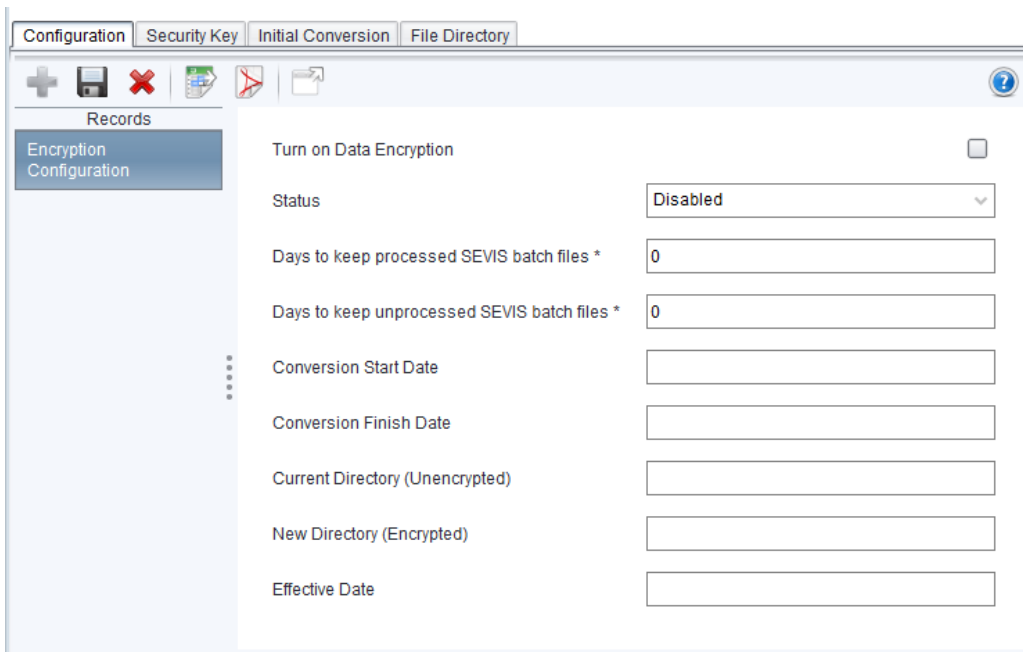 Configuration
Security Key
Initial Conversion
File Directory
?
Records
Encryption
Configuration
Turn on Data Encryption
Status
Disabled
Days to keep processed SEVIS batch files *
0
Days to keep unprocessed SEVIS batch files *
0
Conversion Start Date
Conversion Finish Date
Current Directory (Unencrypted)
New Directory (Encrypted)
Effective Date